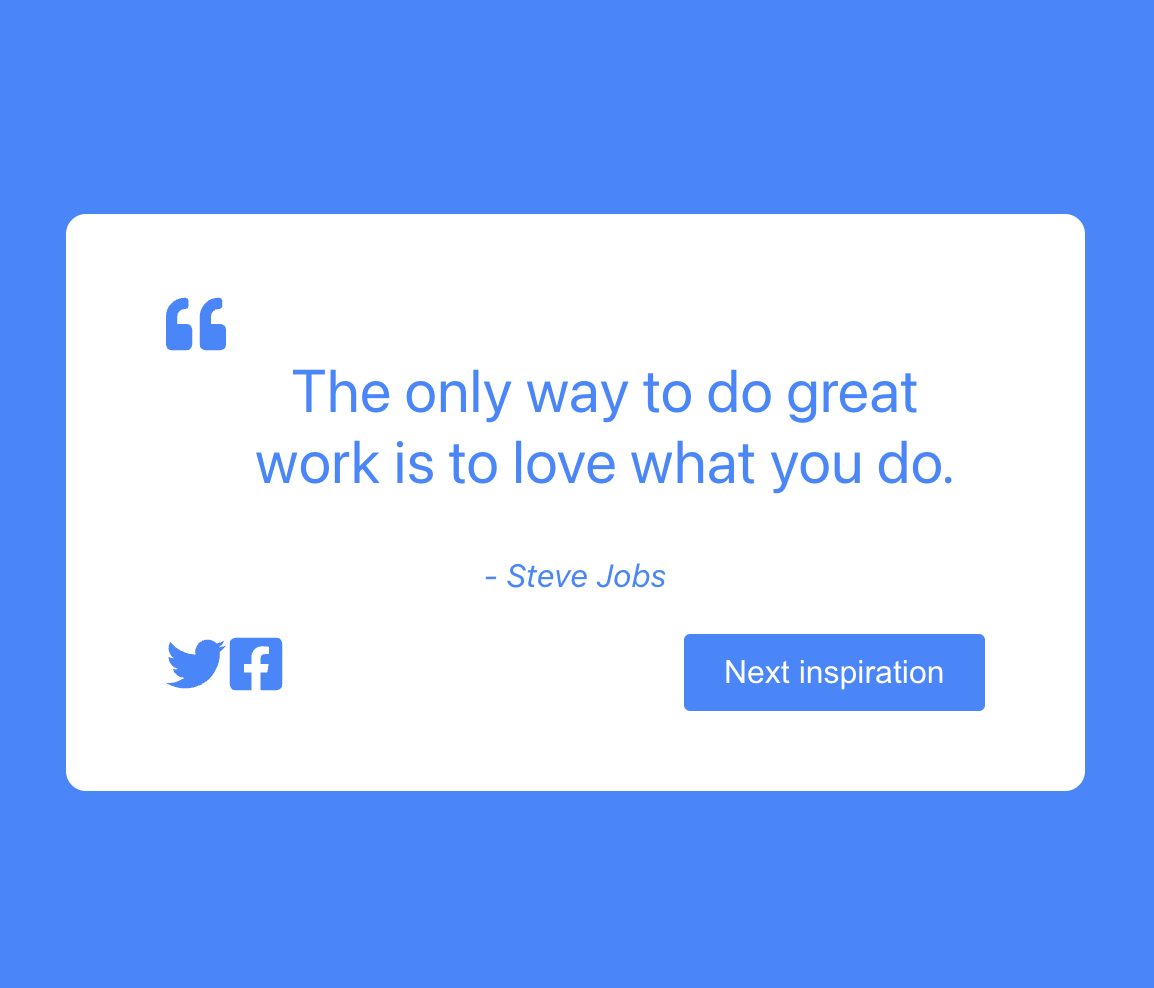 The only way to do great
work is to love what you do.
- Steve Jobs
Next inspiration